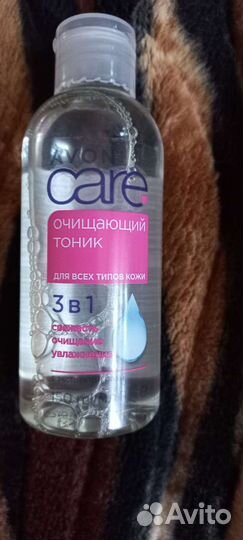 AVON
care
очищающий
тоник
для всех типов кожи
3 в 1
свежесть
очищение
увлажнение
Avito